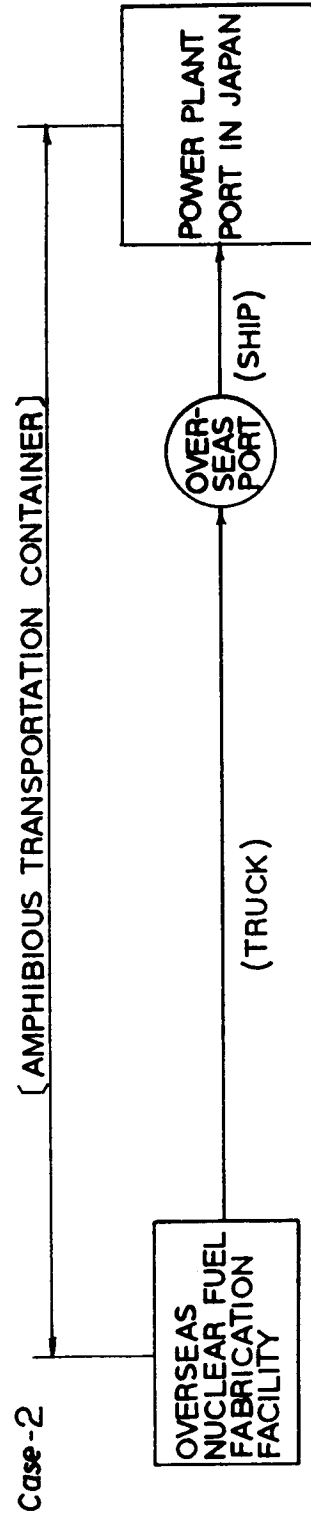 Case-2
(AMPHIBIOUS TRANSPORTATION CONTAINER)
OVERSEAS
NUCLEAR FUEL
FABRICATION
FACILITY
(TRUCK)
OVER-
SEAS
PORT
(SHIP)
POWER PLANT
PORT IN JAPAN